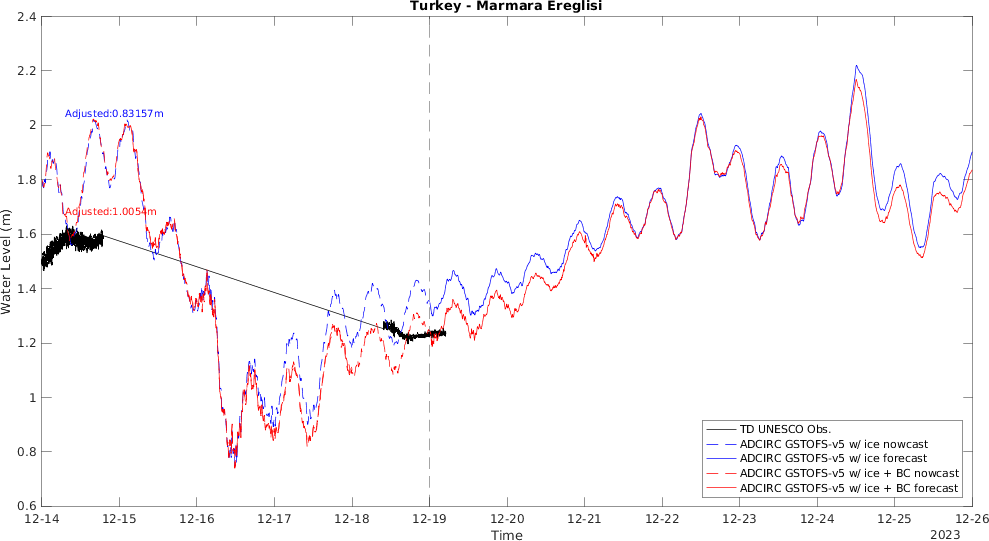 Turkey - Marmara Ereglisi
2.4
2.2
2
1.8
1.6
1.4
1.2
1
0.8
0.6
Water Level (m)
Adjusted:0.83157m
Adjusted:1.0054m
TD UNESCO Obs.
ADCIRC GSTOFS-v5 w/ ice nowcast
ADCIRC GSTOFS-v5 w/ ice forecast
ADCIRC GSTOFS-v5 w/ ice + BC nowcast
ADCIRC GSTOFS-v5 w/ ice + BC forecast
12-14 12-15 12-16 12-17 12-18 12-19 12-20 12-21 12-22 12-23 12-24 12-25 12-26
Time
2023